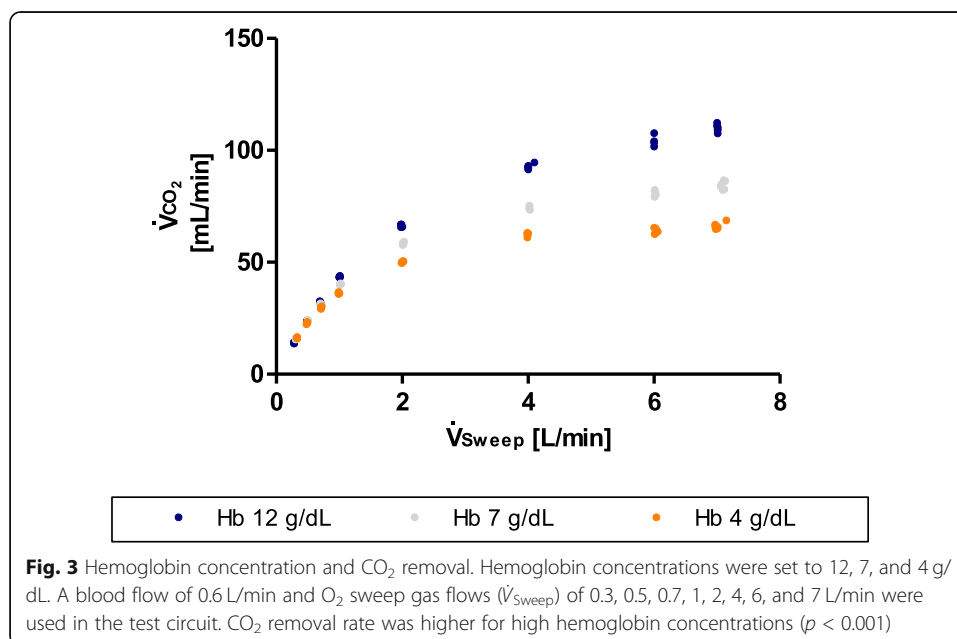 150
100
50
0
V̇CO₂
[mL/min]
0 2 4 6 8
V̇Sweep [L/min]
Hb 12 g/dL Hb 7 g/dL Hb 4 g/dL
Fig. 3 Hemoglobin concentration and CO₂ removal. Hemoglobin concentrations were set to 12, 7, and 4 g/
dL. A blood flow of 0.6 L/min and O₂ sweep gas flows (V̇Sweep) of 0.3, 0.5, 0.7, 1, 2, 4, 6, and 7 L/min were
used in the test circuit. CO₂ removal rate was higher for high hemoglobin concentrations (p < 0.001)